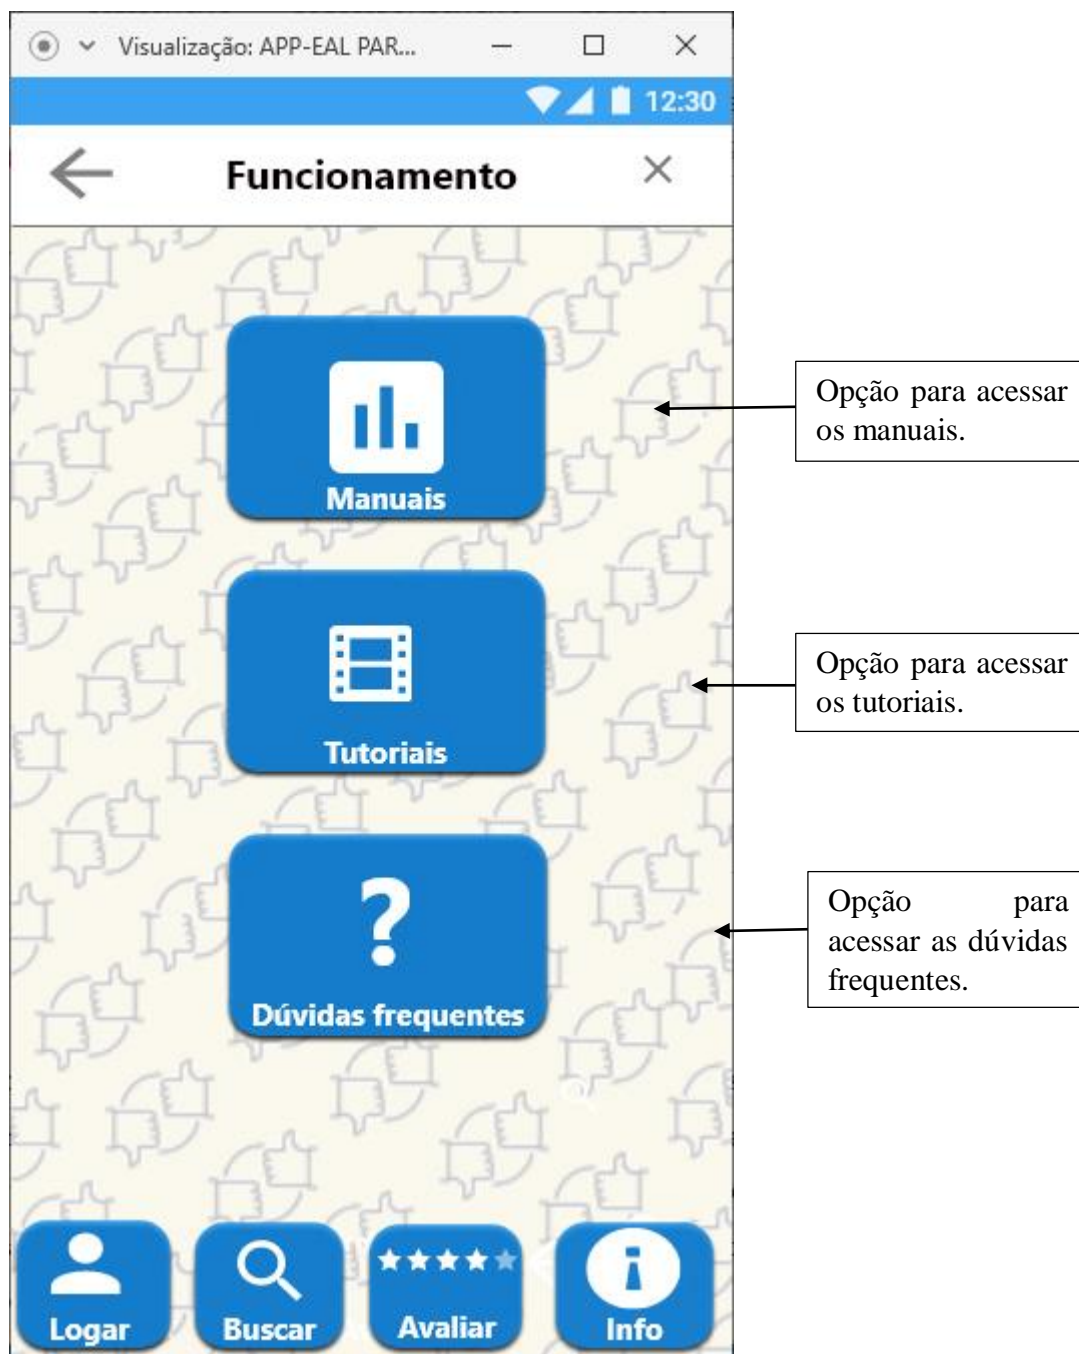 Visualização: APP-EAL PAR...
12:30
Funcionamento
Manuais
Opção para acessar
os manuais.
Tutoriais
Opção para acessar
os tutoriais.
Dúvidas frequentes
Opção para
acessar as dúvidas
frequentes.
Logar
Buscar
Avaliar
Info